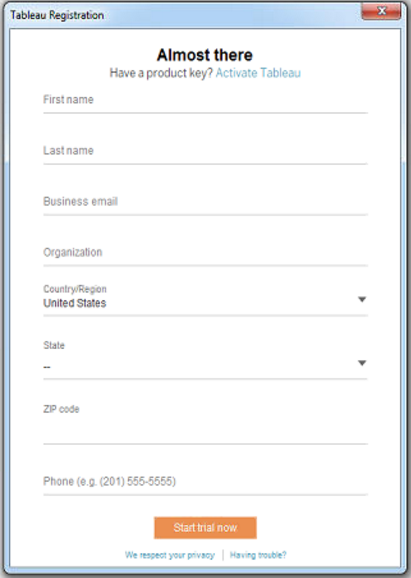 Tableau Registration
Almost there
Have a product key? Activate Tableau
First name
Last name
Business email
Organization
Country/Region
United States
State
--
ZIP code
Phone (e.g. (201) 555-5555)
Start trial now
We respect your privacy | Having trouble?